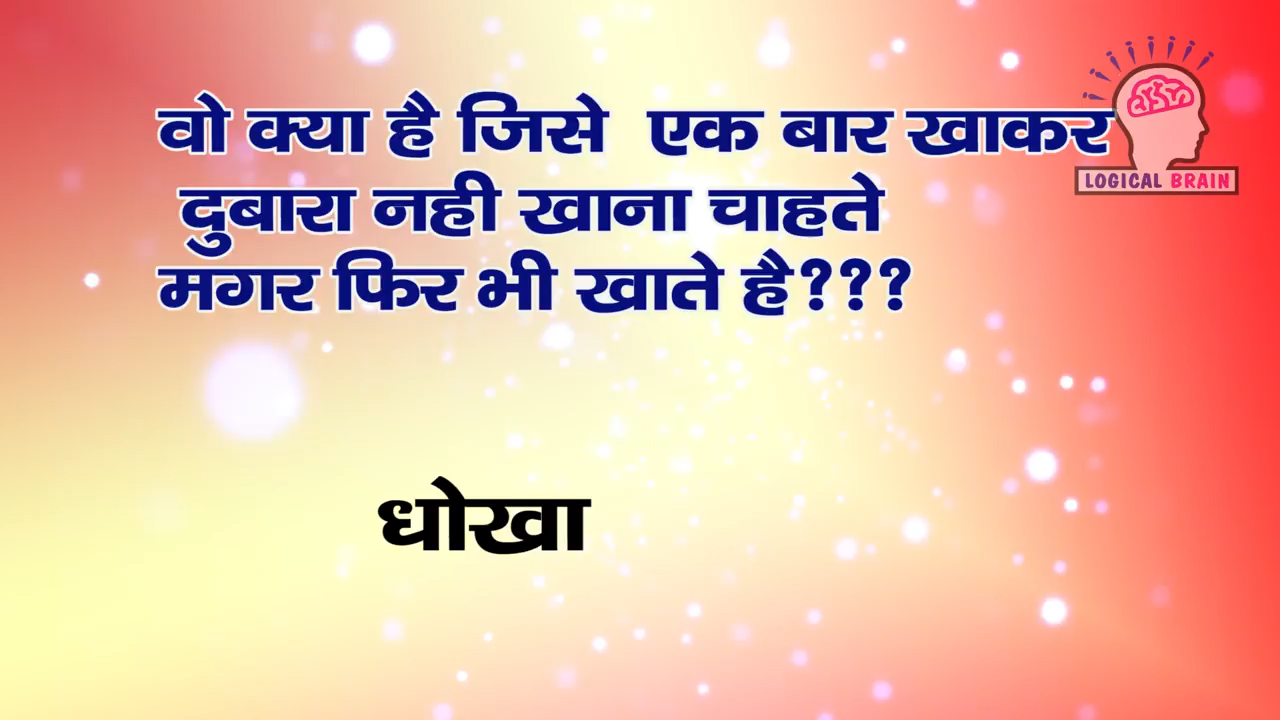 वो क्या है जिसे एक बार खाकर
दुबारा नही खाना चाहते
मगर फिर भी खाते है???
धोखा
LOGICAL BRAIN